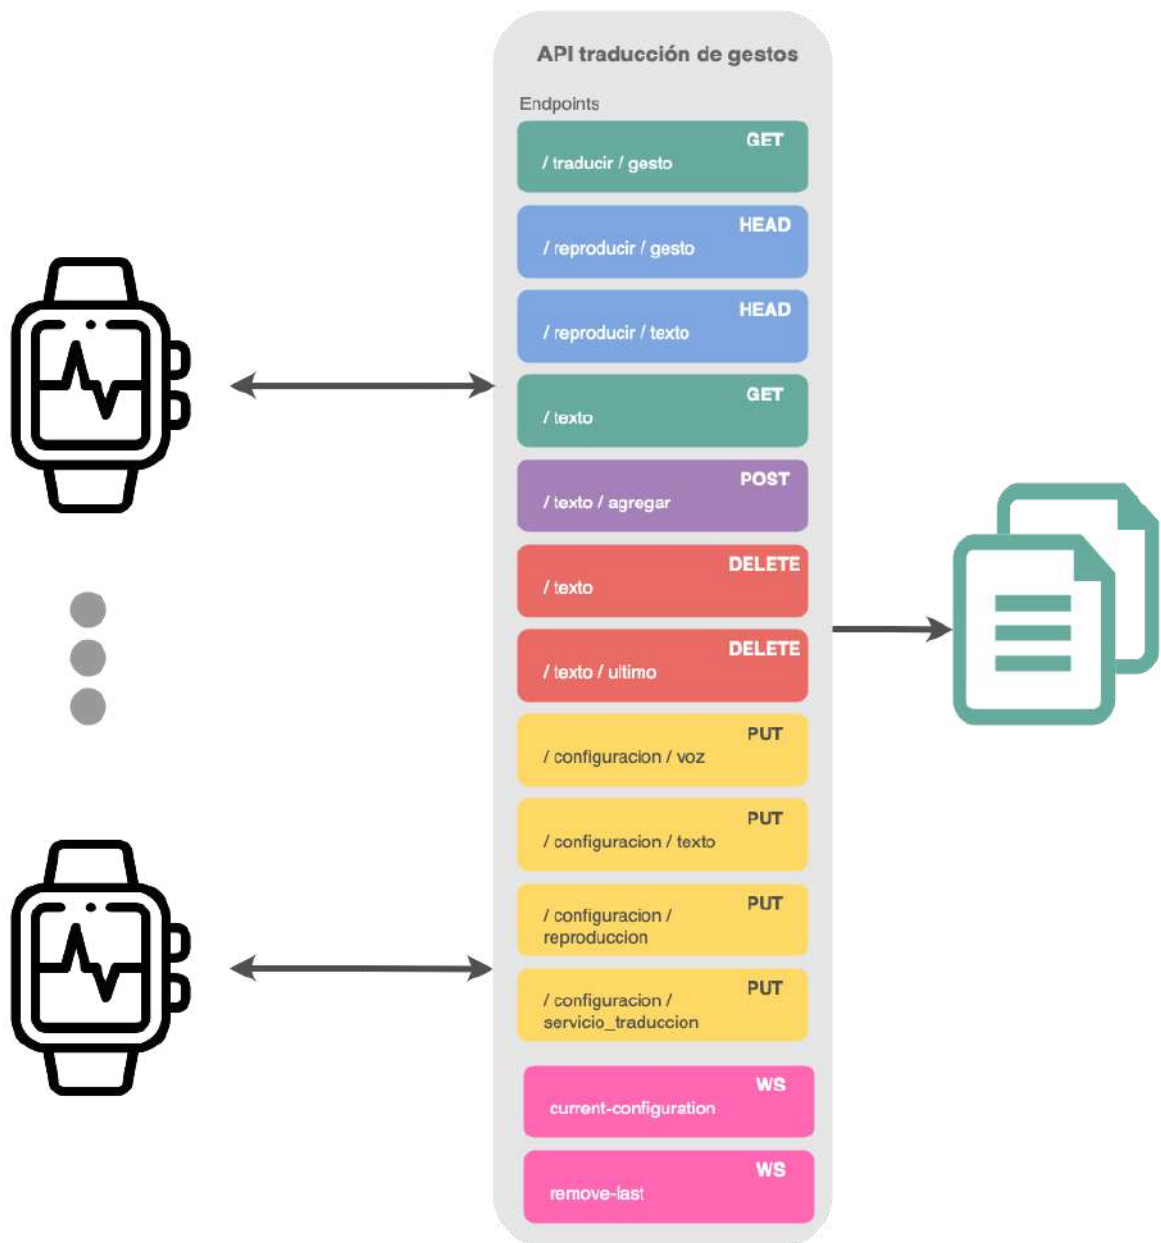 API traducción de gestos
Endpoints
GET
/ traducir / gesto
HEAD
/ reproducir / gesto
HEAD
/ reproducir / texto
GET
/ texto
POST
/ texto / agregar
DELETE
/ texto
DELETE
/ texto / ultimo
PUT
/ configuracion / voz
PUT
/ configuracion / texto
PUT
/ configuracion /
reproduccion
PUT
/ configuracion /
servicio_traduccion
WS
current-configuration
WS
remove-last